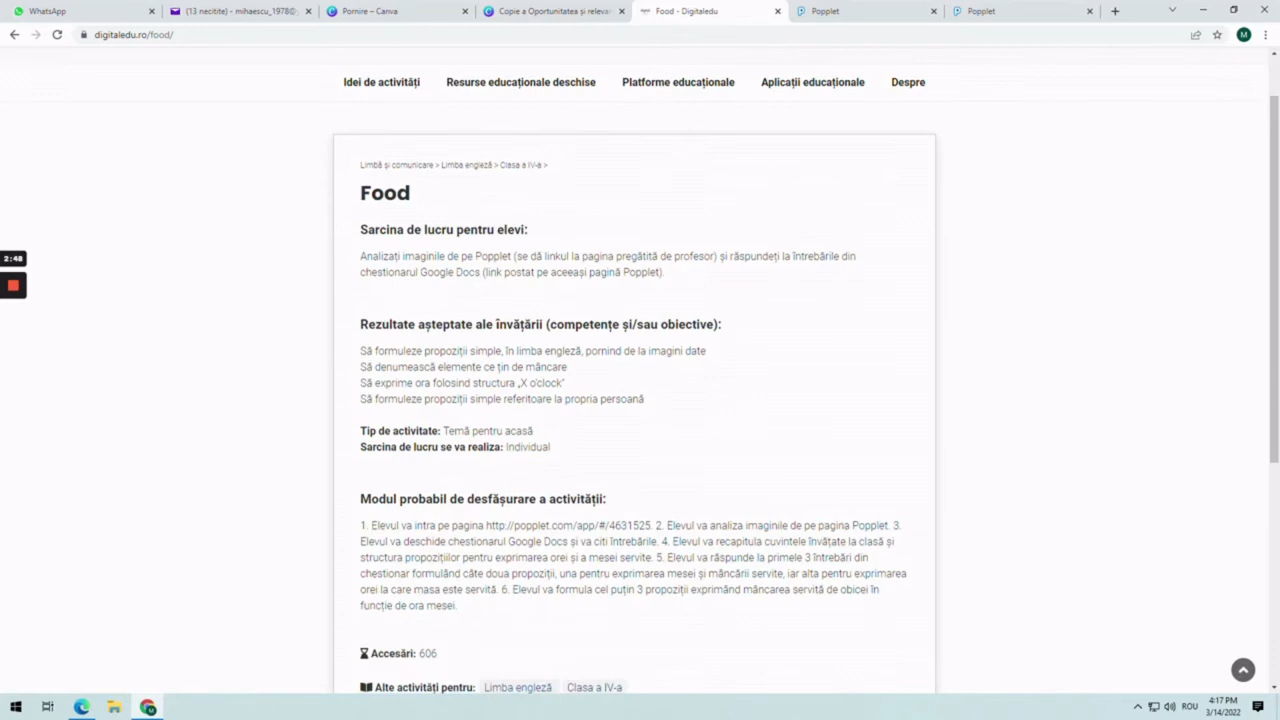 WhatsApp
(13 necitite) - mihaescu_1978@
Pornire – Canva
Copie a Oportunitatea și releva
Food - Digitaledu
Popplet
Popplet
digitaledu.ro/food/
M
Idei de activități
Resurse educaționale deschise
Platforme educaționale
Aplicații educaționale
Despre
Limbă și comunicare > Limba engleză > Clasa a IV-a >
Food
Sarcina de lucru pentru elevi:
Analizați imaginile de pe Popplet (se dă linkul la pagina pregătită de profesor) și răspundeți la întrebările din
chestionarul Google Docs (link postat pe aceeași pagină Popplet).
2:48
Rezultate așteptate ale învățării (competențe și/sau obiective):
Să formuleze propoziții simple, în limba engleză, pornind de la imagini date
Să denumească elemente ce țin de mâncare
Să exprime ora folosind structura „X o'clock”
Să formuleze propoziții simple referitoare la propria persoană
Tip de activitate: Temă pentru acasă
Sarcina de lucru se va realiza: Individual
Modul probabil de desfășurare a activității:
1. Elevul va intra pe pagina http://popplet.com/app/#/4631525. 2. Elevul va analiza imaginile de pe pagina Popplet. 3.
Elevul va deschide chestionarul Google Docs și va citi întrebările. 4. Elevul va recapitula cuvintele învățate la clasă și
structura propozițiilor pentru exprimarea orei și a mesei servite. 5. Elevul va răspunde la primele 3 întrebări din
chestionar formulând câte doua propoziții, una pentru exprimarea mesei și mâncării servite, iar alta pentru exprimarea
orei la care masa este servită. 6. Elevul va formula cel puțin 3 propoziții exprimând mâncarea servită de obicei în
funcție de ora mesei.
Accesări: 606
Alte activități pentru: Limba engleză Clasa a IV-a
ROU
4:17 PM
3/14/2022